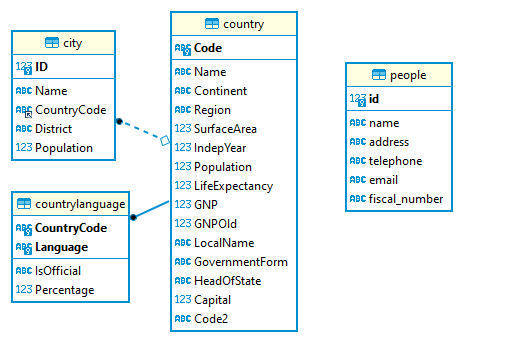 city
123 ID
ABC Name
ABC CountryCode
ABC District
123 Population
countrylanguage
ABC CountryCode
ABC Language
ABC IsOfficial
123 Percentage
country
ABC Code
ABC Name
ABC Continent
ABC Region
123 SurfaceArea
123 IndepYear
123 Population
123 LifeExpectancy
123 GNP
123 GNPOld
ABC LocalName
ABC GovernmentForm
ABC HeadOfState
123 Capital
ABC Code2
people
123 id
ABC name
ABC address
ABC telephone
ABC email
ABC fiscal_number